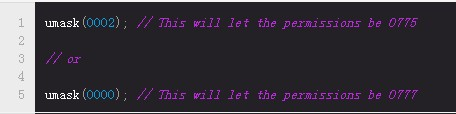 1 umask(0002); // This will let the permissions be 0775
2
3 // or
4
5 umask(0000); // This will let the permissions be 0777